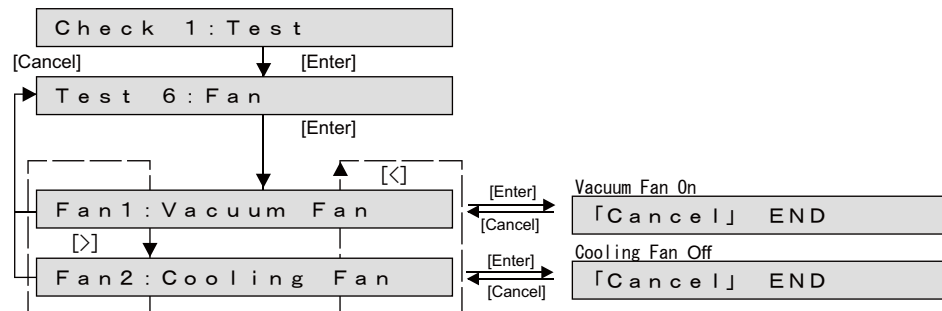 Check 1:Test
[Cancel]
[Enter]
Test 6:Fan
[Enter]
[<]
Fan1:Vacuum Fan
[Enter]
[Cancel]
Vacuum Fan On
｢Cancel｣ END
[>]
Fan2:Cooling Fan
[Enter]
[Cancel]
Cooling Fan Off
｢Cancel｣ END